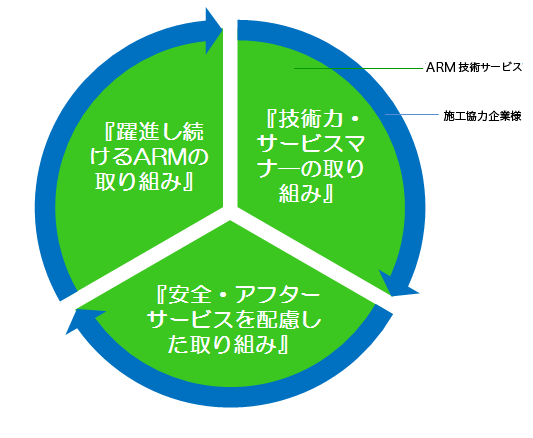 『躍進し続
けるARMの
取り組み』
『技術力・
サービスマ
ナーの取り
組み』
『安全・アフター
サービスを配慮し
た取り組み』
ARM 技術サービス
施工協力企業様